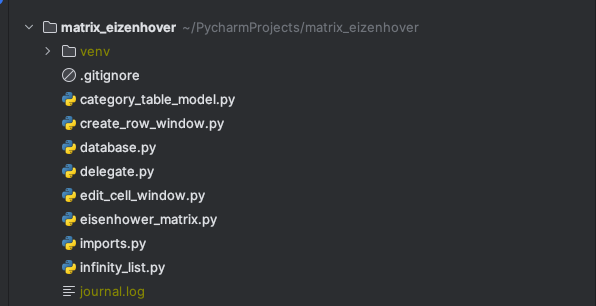 matrix_eizenhover ~/PycharmProjects/matrix_eizenhover
venv
.gitignore
category_table_model.py
create_row_window.py
database.py
delegate.py
edit_cell_window.py
eisenhower_matrix.py
imports.py
infinity_list.py
journal.log